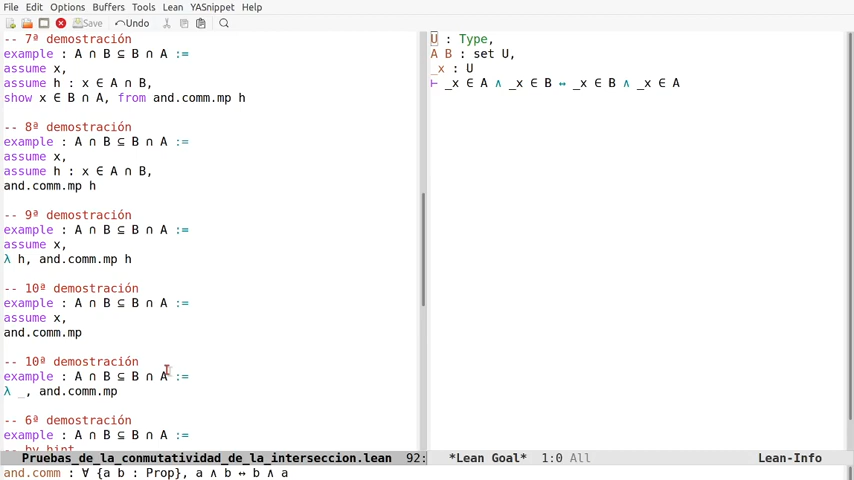 File Edit Options Buffers Tools Lean YASnippet Help
Save Undo
-- 7ª demostración
example : A ∩ B ⊆ B ∩ A :=
assume x,
assume h : x ∈ A ∩ B,
show x ∈ B ∩ A, from and.comm.mp h
-- 8ª demostración
example : A ∩ B ⊆ B ∩ A :=
assume x,
assume h : x ∈ A ∩ B,
and.comm.mp h
-- 9ª demostración
example : A ∩ B ⊆ B ∩ A :=
assume x,
λ h, and.comm.mp h
-- 10ª demostración
example : A ∩ B ⊆ B ∩ A :=
assume x,
and.comm.mp
-- 10ª demostración
example : A ∩ B ⊆ B ∩ A :=
λ _, and.comm.mp
-- 6ª demostración
example : A ∩ B ⊆ B ∩ A :=
-- by hint
Pruebas_de_la_conmutatividad_de_la_interseccion.lean 92:
and.comm : ∀ {a b : Prop}, a ∧ b ↔ b ∧ a
U : Type,
A B : set U,
_x : U
⊢ _x ∈ A ∧ _x ∈ B ↔ _x ∈ B ∧ _x ∈ A
*Lean Goal* 1:0 All Lean-Info